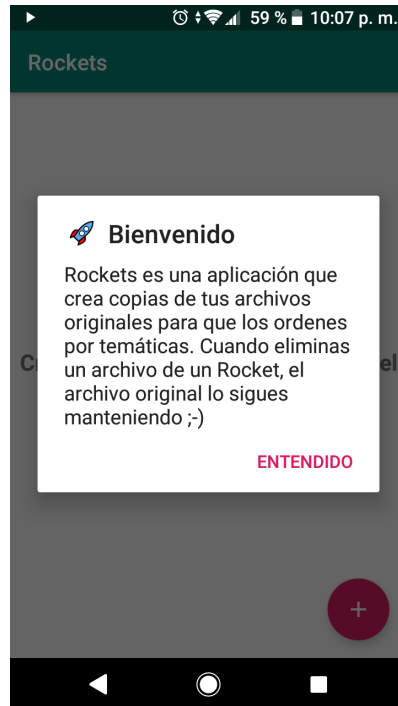 59 % 10:07 p. m.
Rockets
Bienvenido
Rockets es una aplicación que
crea copias de tus archivos
originales para que los ordenes
por temáticas. Cuando eliminas
un archivo de un Rocket, el
archivo original lo sigues
manteniendo ;-)
ENTENDIDO
el
+